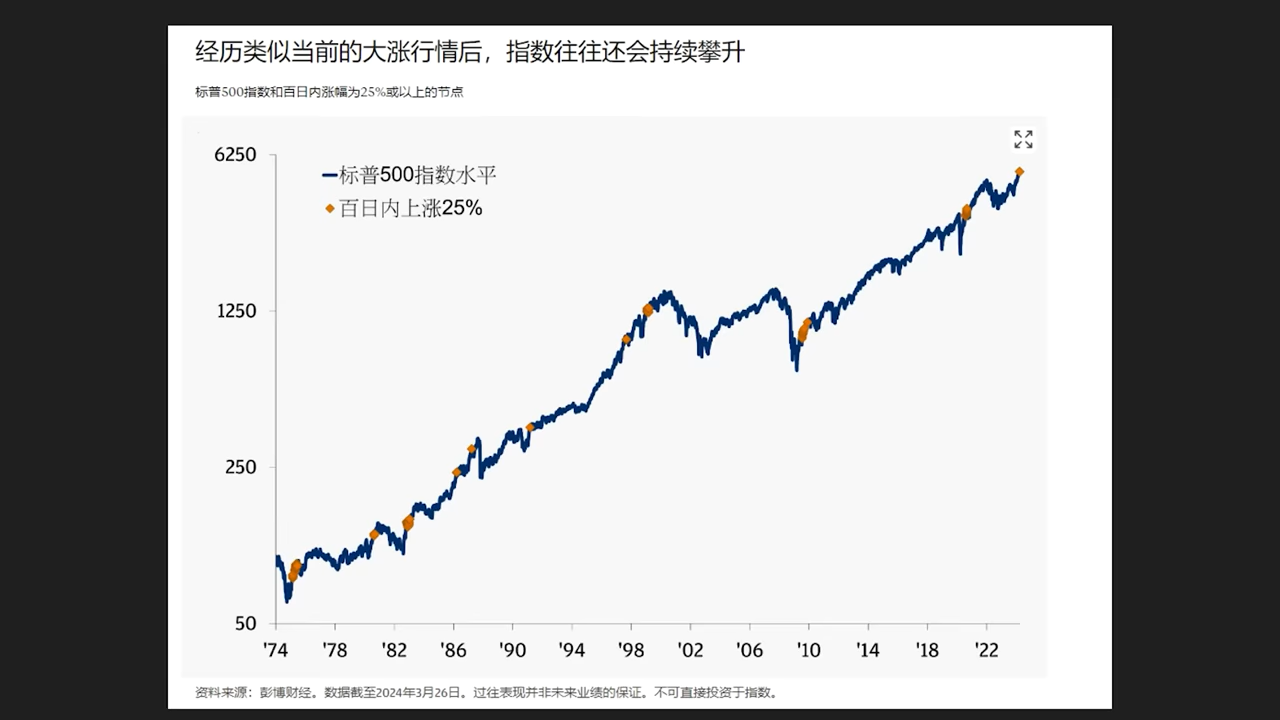 经历类似当前的大涨行情后，指数往往还会持续攀升
标普500指数和百日内涨幅为25%或以上的节点
6250
标普500指数水平
百日内上涨25%
1250
250
50
'74 '78 '82 '86 '90 '94 '98 '02 '06 '10 '14 '18 '22
资料来源：彭博财经。数据截至2024年3月26日。过往表现并非未来业绩的保证。不可直接投资于指数。